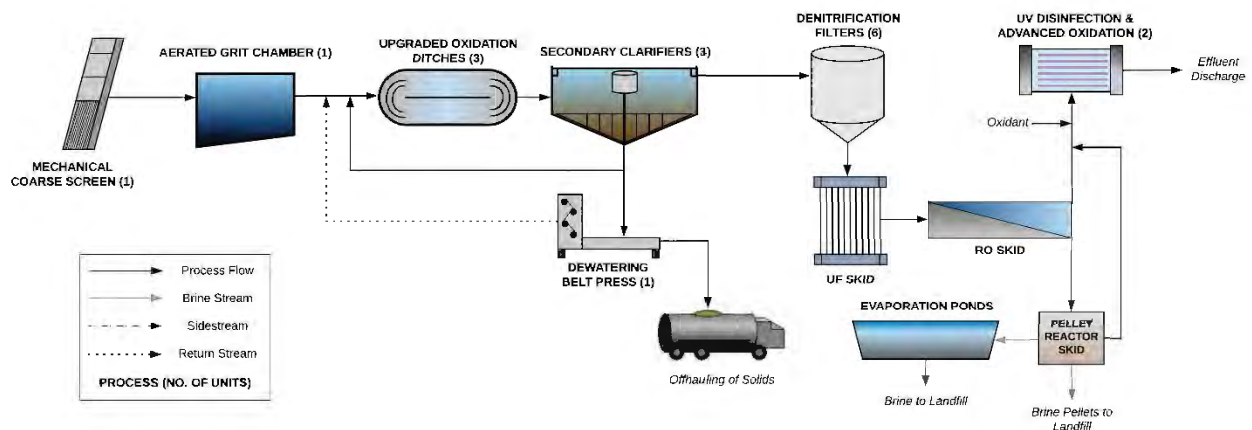 AERATED GRIT CHAMBER (1)
UPGRADED OXIDATION
DITCHES (3)
SECONDARY CLARIFIERS (3)
DENITRIFICATION
FILTERS (6)
UV DISINFECTION &
ADVANCED OXIDATION (2)
Effluent
Discharge
Oxidant
MECHANICAL
COARSE SCREEN (1)
DEWATERING
BELT PRESS (1)
UF SKID
RO SKID
Process Flow
Brine Stream
Sidestream
Return Stream
PROCESS (NO. OF UNITS)
Offhauling of Solids
EVAPORATION PONDS
PELLEY
REACTOR
SKID
Brine to Landfill
Brine Pellets to
Landfill